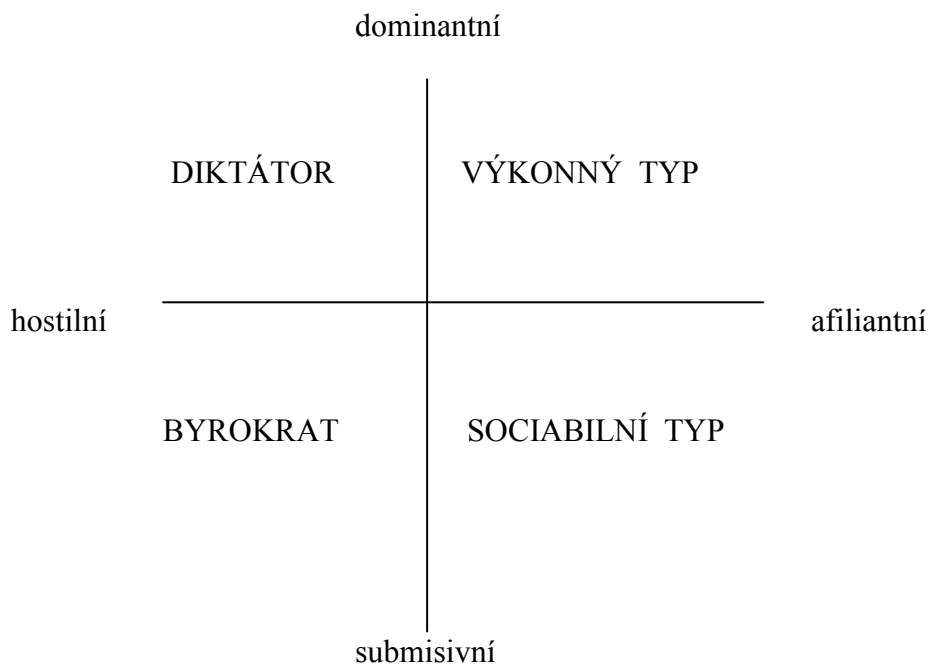 dominantní
DIKTÁTOR VÝKONNÝ TYP
hostilní afiliantní
BYROKRAT SOCIABILNÍ TYP
submisivní